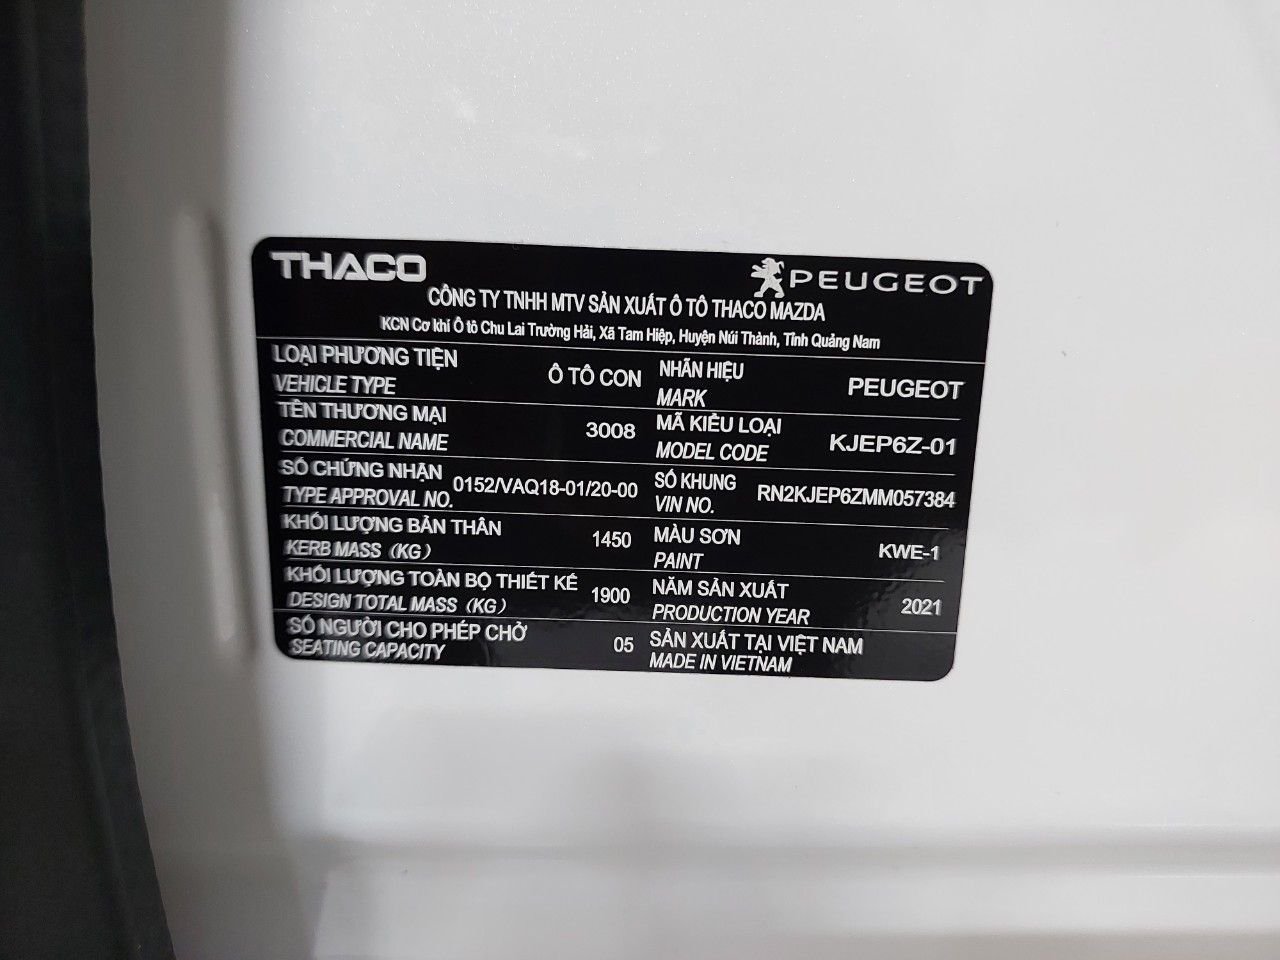 THACO PEUGEOT
CÔNG TY TNHH MTV SẢN XUẤT Ô TÔ THACO MAZDA
KCN Cơ khí Ô tô Chu Lai Trường Hải, Xã Tam Hiệp, Huyện Núi Thành, Tỉnh Quảng Nam
LOẠI PHƯƠNG TIỆN
VEHICLE TYPE
Ô TÔ CON
NHÃN HIỆU
MARK
PEUGEOT
TÊN THƯƠNG MẠI
COMMERCIAL NAME
3008
MÃ KIỂU LOẠI
MODEL CODE
KJEP6Z-01
SỐ CHỨNG NHẬN
TYPE APPROVAL NO.
0152/VAQ18-01/20-00
SỐ KHUNG
VIN NO.
RN2KJEP6ZMM057384
KHỐI LƯỢNG BẢN THÂN
KERB MASS (KG)
1450
MÀU SƠN
PAINT
KWE-1
KHỐI LƯỢNG TOÀN BỘ THIẾT KẾ
DESIGN TOTAL MASS (KG)
1900
NĂM SẢN XUẤT
PRODUCTION YEAR
2021
SỐ NGƯỜI CHO PHÉP CHỞ
SEATING CAPACITY
05
SẢN XUẤT TẠI VIỆT NAM
MADE IN VIETNAM